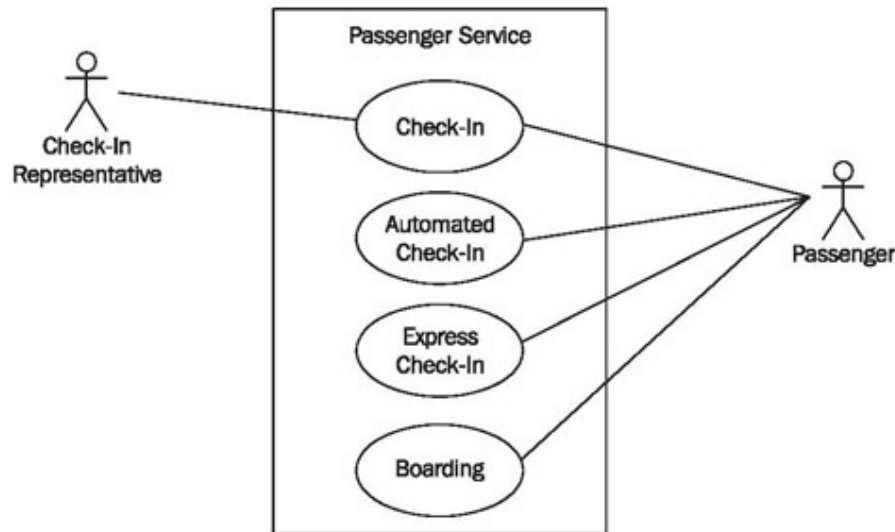 Passenger Service
Check-In
Representative
Check-In
Automated
Check-In
Express
Check-In
Boarding
Passenger